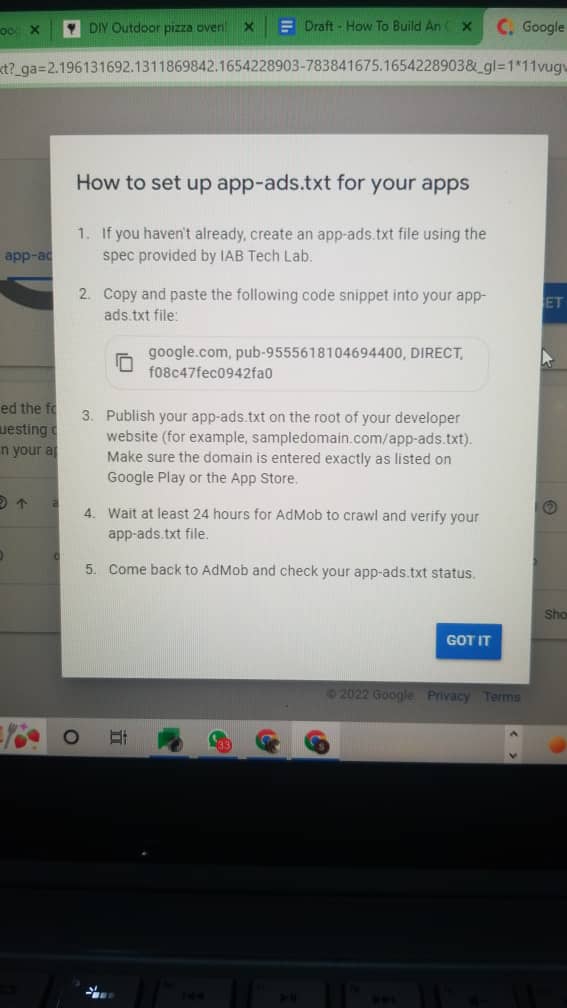 DIY Outdoor pizza oven!
Draft - How To Build An
Google
t?_ga=2.196131692.1311869842.1654228903-783841675.1654228903&_gl=1*11vugv
How to set up app-ads.txt for your apps
1. If you haven't already, create an app-ads.txt file using the
spec provided by IAB Tech Lab.
2. Copy and paste the following code snippet into your app-
ads.txt file:
google.com, pub-9555618104694400, DIRECT,
f08c47fec0942fa0
3. Publish your app-ads.txt on the root of your developer
website (for example, sampledomain.com/app-ads.txt).
Make sure the domain is entered exactly as listed on
Google Play or the App Store.
4. Wait at least 24 hours for AdMob to crawl and verify your
app-ads.txt file.
5. Come back to AdMob and check your app-ads.txt status.
GOT IT
app-ad
ET
ed the fo
uesting
n your ap
Sho
© 2022 Google Privacy Terms
33